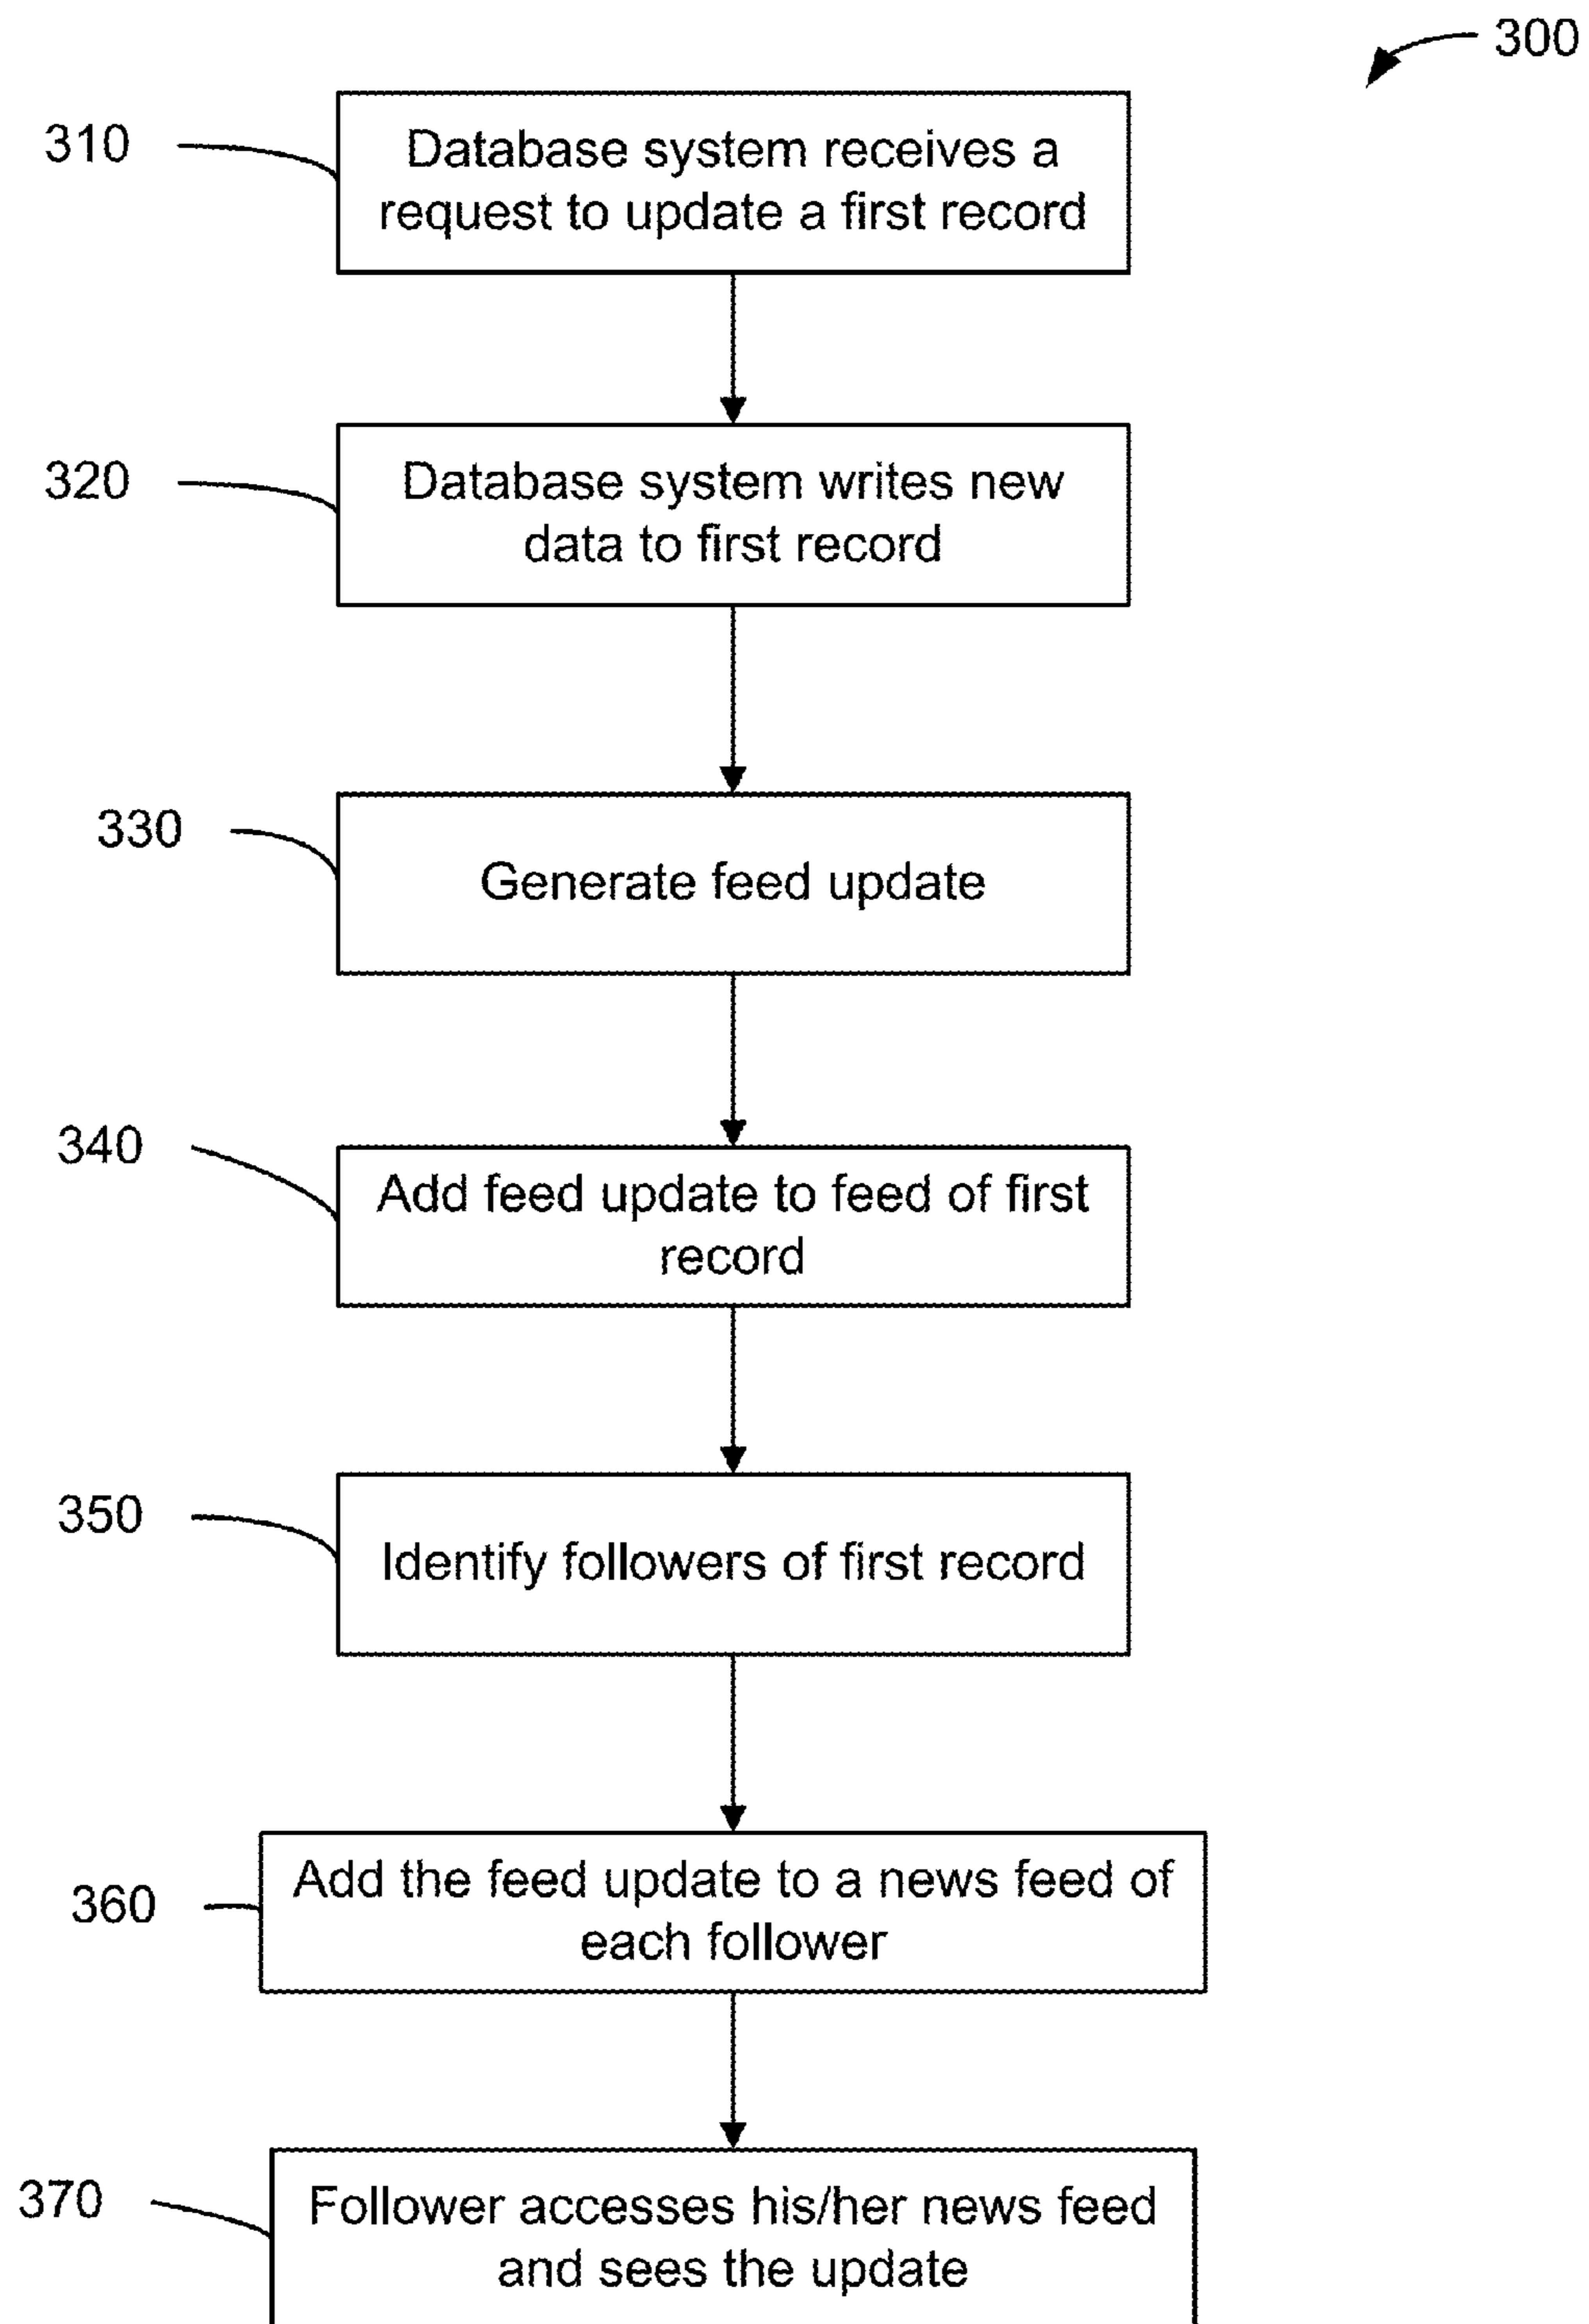 300
310
Database system receives a
request to update a first record
320
Database system writes new
data to first record
330
Generate feed update
340
Add feed update to feed of first
record
350
Identify followers of first record
360
Add the feed update to a news feed of
each follower
370
Follower accesses his/her news feed
and sees the update